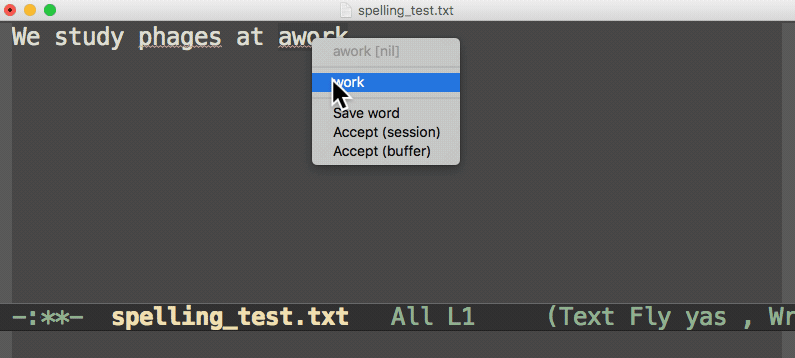 spelling_test.txt
We study phages at awork
awork [nil]
work
Save word
Accept (session)
Accept (buffer)
-:**- spelling_test.txt All L1 (Text Fly yas , Wr